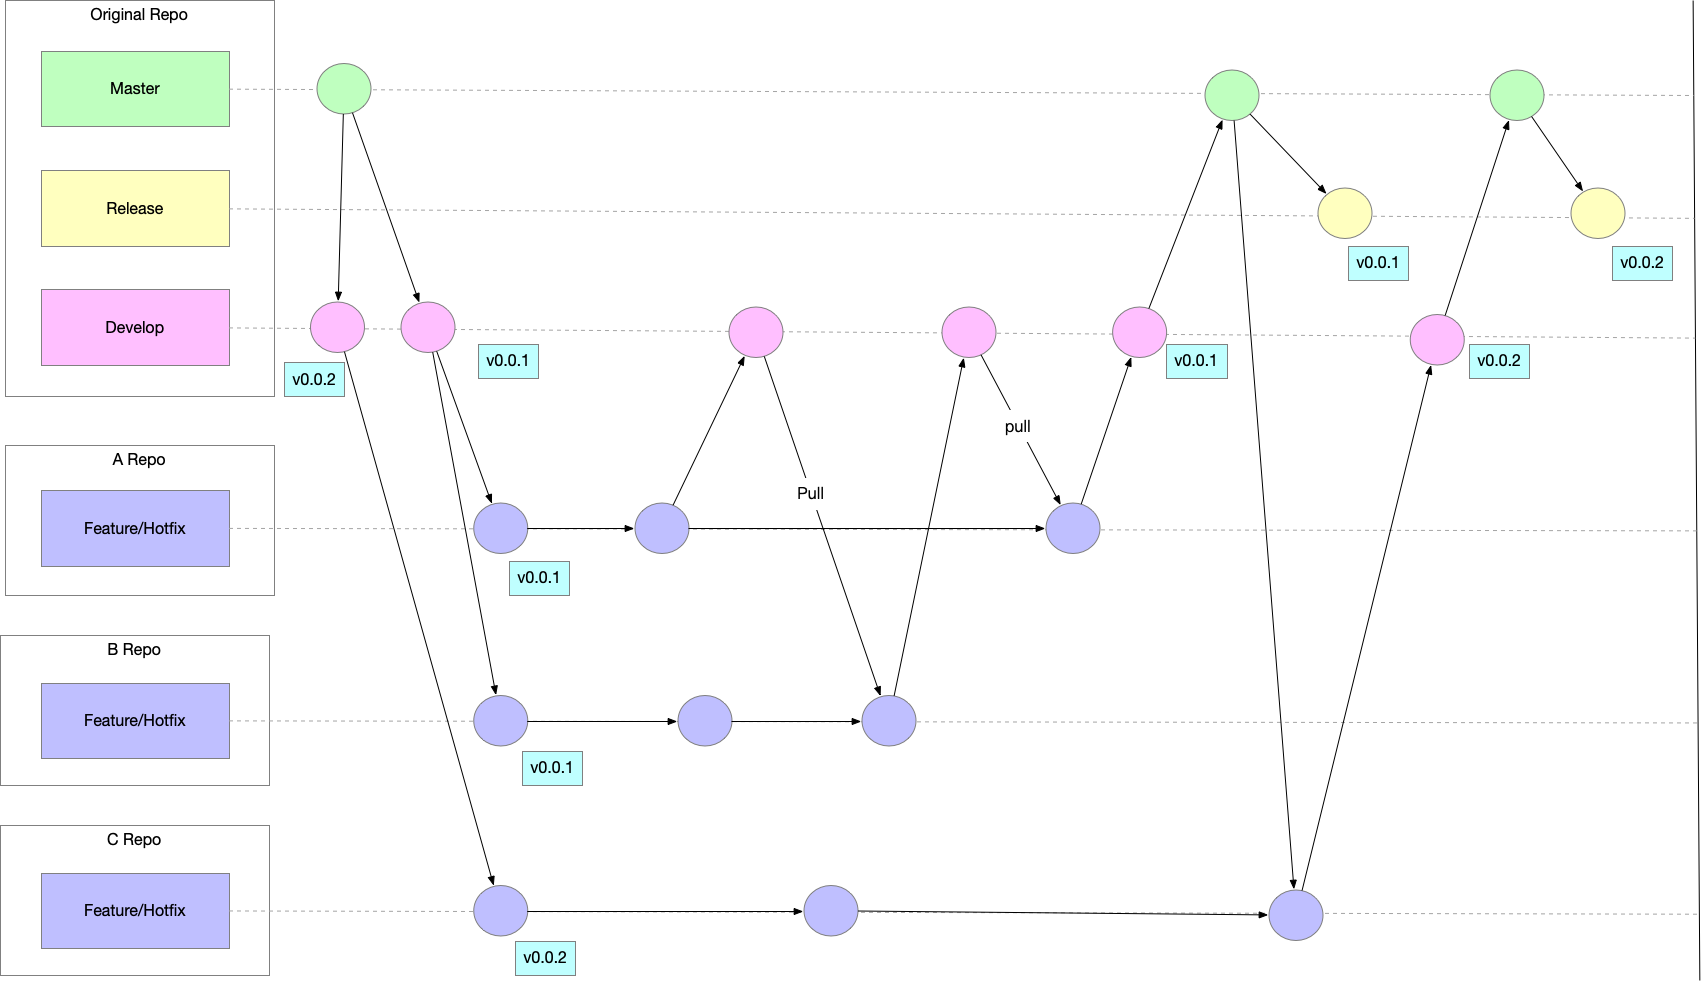 Original Repo
Master
Release
v0.0.1
v0.0.2
Develop
v0.0.2
v0.0.1
v0.0.1
v0.0.2
pull
A Repo
Pull
Feature/Hotfix
v0.0.1
B Repo
Feature/Hotfix
v0.0.1
C Repo
Feature/Hotfix
v0.0.2